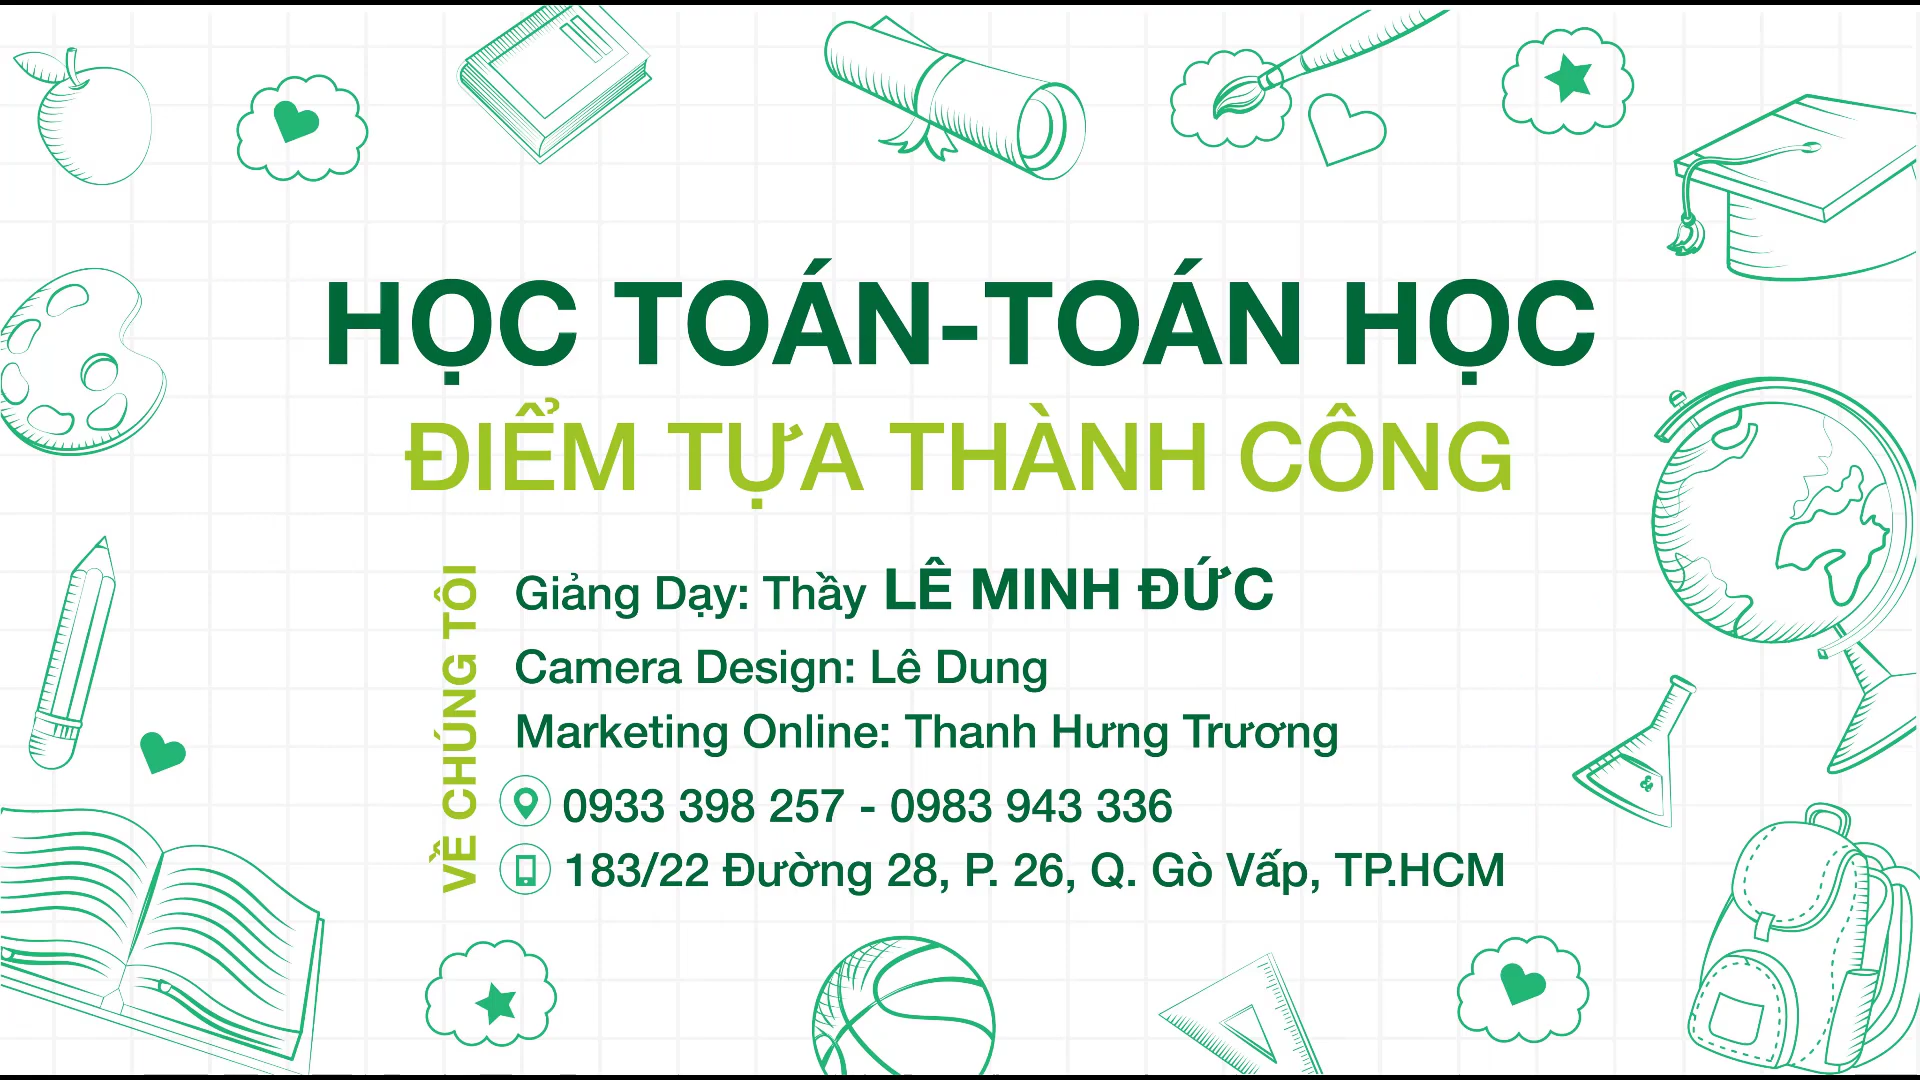 HỌC TOÁN-TOÁN HỌC
ĐIỂM TỰA THÀNH CÔNG
VỀ CHÚNG TÔI
Giảng Dạy: Thầy LÊ MINH ĐỨC
Camera Design: Lê Dung
Marketing Online: Thanh Hưng Trương
0933 398 257 - 0983 943 336
183/22 Đường 28, P. 26, Q. Gò Vấp, TP.HCM